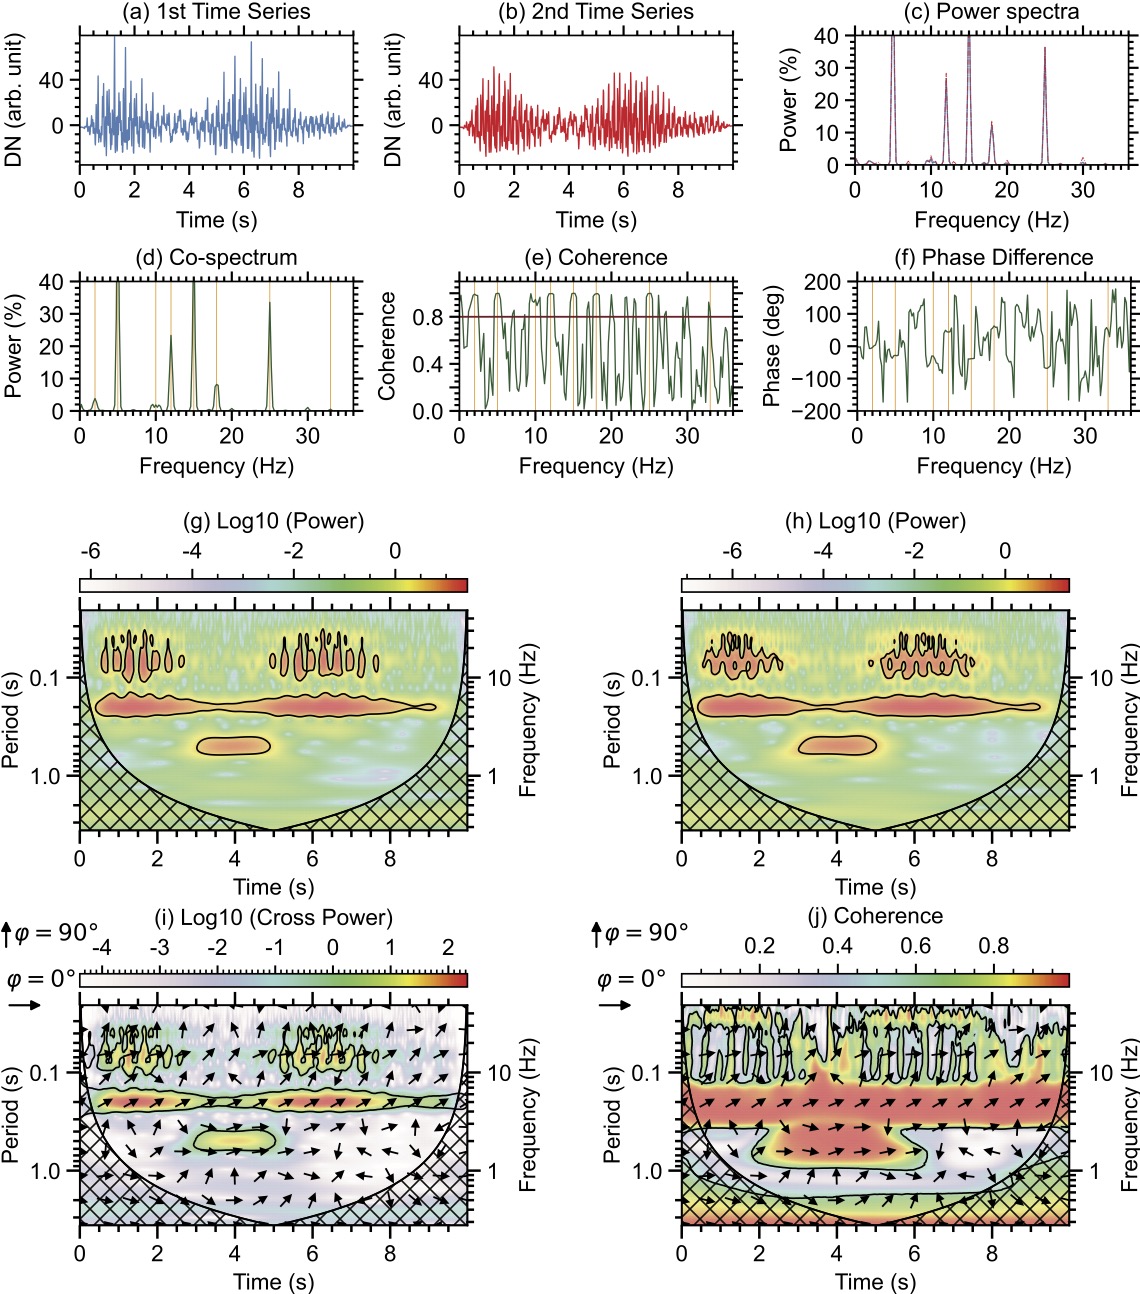 (a) 1st Time Series
(b) 2nd Time Series
(c) Power spectra
DN (arb. unit)
40
0
0 2 4 6 8
Time (s)
DN (arb. unit)
40
0
0 2 4 6 8
Time (s)
Power (%)
40
30
20
10
0
0 10 20 30
Frequency (Hz)
(d) Co-spectrum
(e) Coherence
(f) Phase Difference
Power (%)
40
30
20
10
0
0 10 20 30
Frequency (Hz)
Coherence
0.8
0.4
0.0
0 10 20 30
Frequency (Hz)
Phase (deg)
200
100
0
−100
−200
0 10 20 30
Frequency (Hz)
(g) Log10 (Power)
-6 -4 -2 0
Period (s)
0.1
1.0
10
1
Frequency (Hz)
0 2 4 6 8
Time (s)
(h) Log10 (Power)
-6 -4 -2 0
Period (s)
0.1
1.0
10
1
Frequency (Hz)
0 2 4 6 8
Time (s)
(i) Log10 (Cross Power)
φ = 90°
-4 -3 -2 -1 0 1 2
φ = 0°
Period (s)
0.1
1.0
10
1
Frequency (Hz)
0 2 4 6 8
Time (s)
(j) Coherence
φ = 90°
0.2 0.4 0.6 0.8
φ = 0°
Period (s)
0.1
1.0
10
1
Frequency (Hz)
0 2 4 6 8
Time (s)